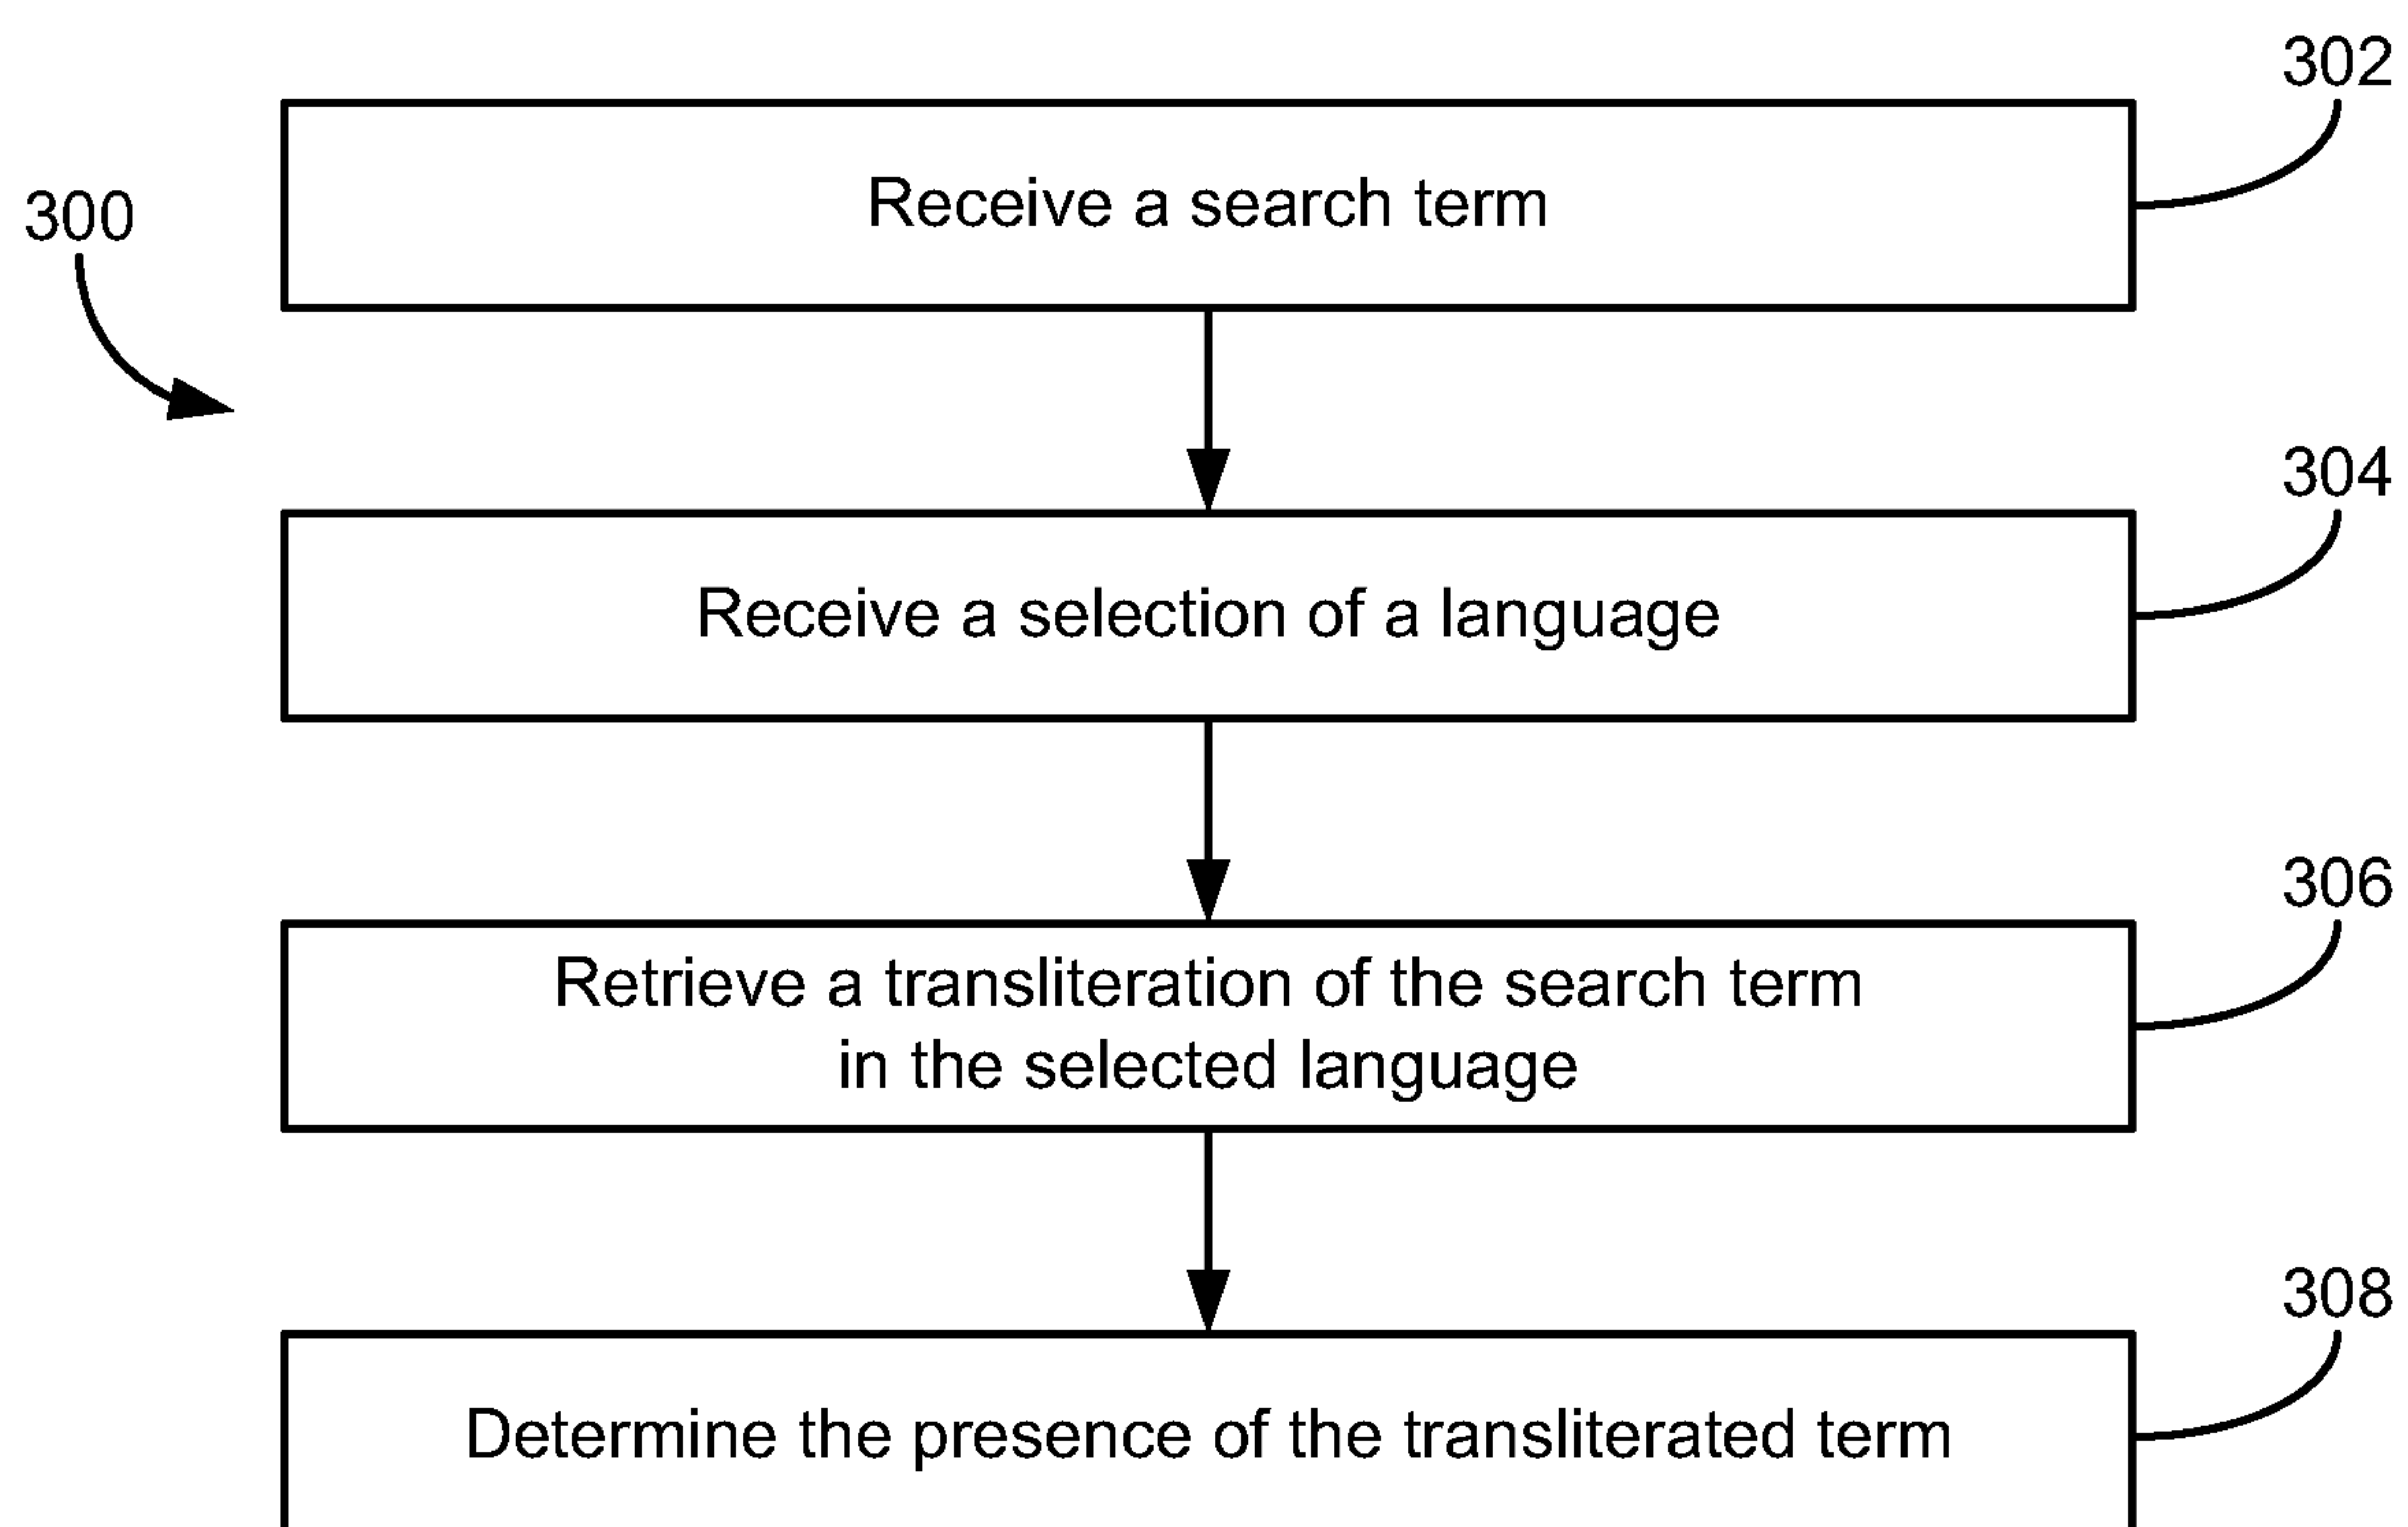 302
Receive a search term
300
304
Receive a selection of a language
306
Retrieve a transliteration of the search term
in the selected language
308
Determine the presence of the transliterated term